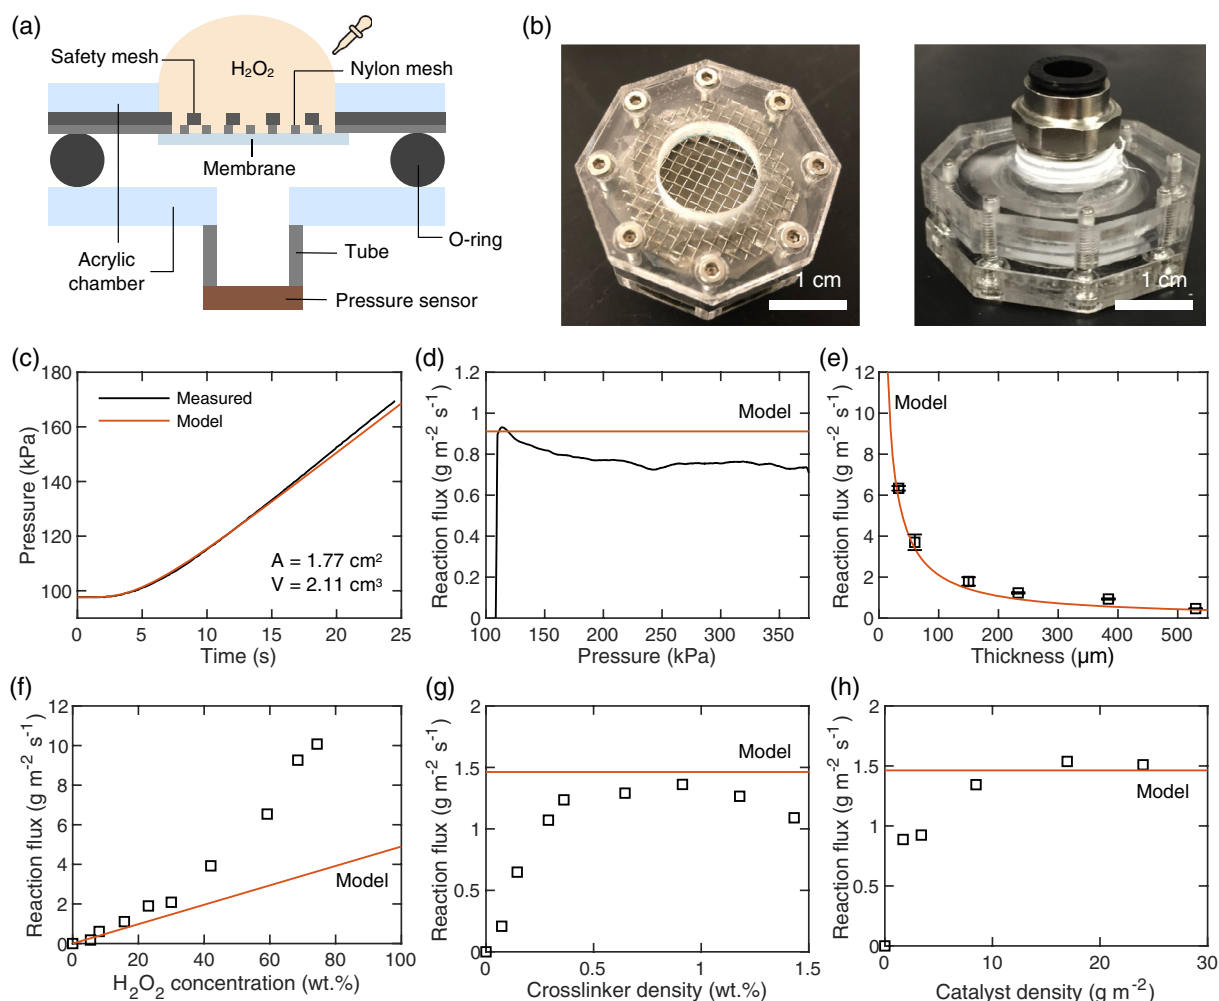 (a)
Safety mesh
H₂O₂
Nylon mesh
Membrane
Acrylic
chamber
Tube
O-ring
Pressure sensor
(b)
1 cm
1 cm
(c)
180
160
140
120
100
0 5 10 15 20 25
Pressure (kPa)
Time (s)
Measured
Model
A = 1.77 cm²
V = 2.11 cm³
(d)
1.2
1
0.8
0.6
0.4
0.2
0
100 150 200 250 300 350
Reaction flux (g m⁻² s⁻¹)
Pressure (kPa)
Model
(e)
12
10
8
6
4
2
0
0 100 200 300 400 500
Reaction flux (g m⁻² s⁻¹)
Thickness (µm)
Model
(f)
12
10
8
6
4
2
0
0 20 40 60 80 100
Reaction flux (g m⁻² s⁻¹)
H₂O₂ concentration (wt.%)
Model
(g)
2
1.5
1
0.5
0
0 0.5 1 1.5
Reaction flux (g m⁻² s⁻¹)
Crosslinker density (wt.%)
Model
(h)
2
1.5
1
0.5
0
0 10 20 30
Reaction flux (g m⁻² s⁻¹)
Catalyst density (g m⁻²)
Model